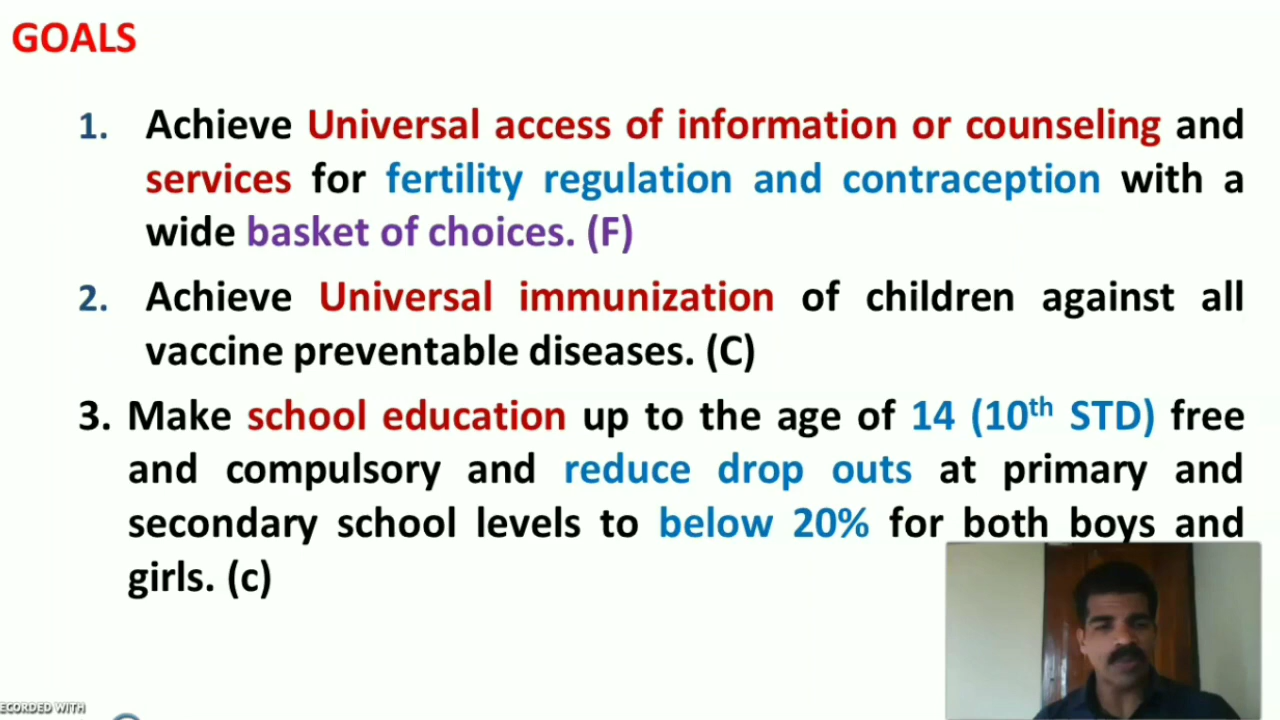 GOALS
1. Achieve Universal access of information or counseling and
services for fertility regulation and contraception with a
wide basket of choices. (F)
2. Achieve Universal immunization of children against all
vaccine preventable diseases. (C)
3. Make school education up to the age of 14 (10th STD) free
and compulsory and reduce drop outs at primary and
secondary school levels to below 20% for both boys and
girls. (c)
ECORDED WITH